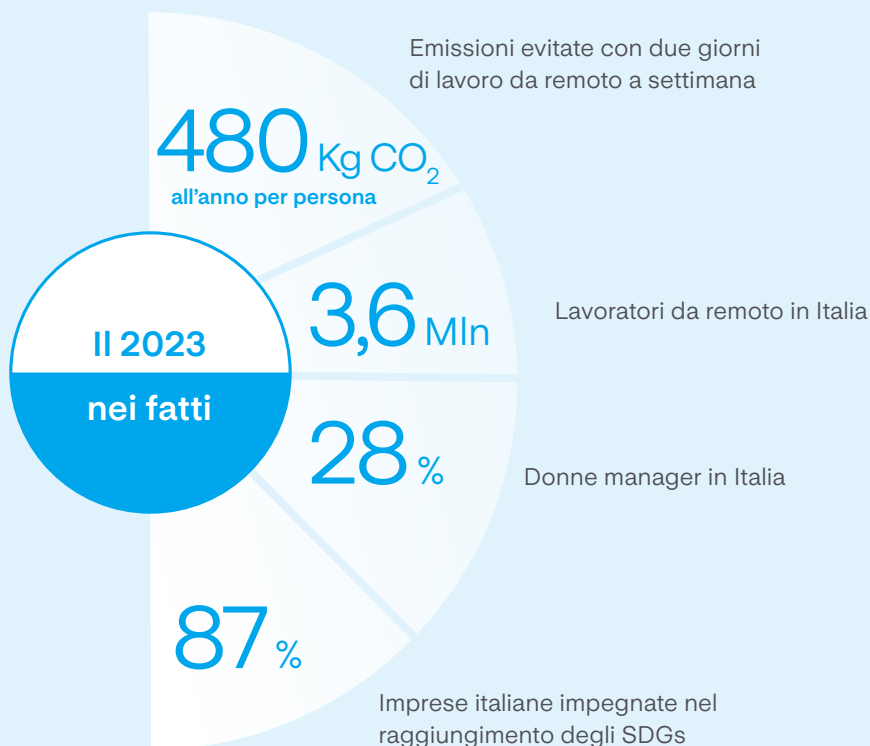 Emissioni evitate con due giorni
di lavoro da remoto a settimana
480 Kg CO₂
all'anno per persona
3,6 Mln
Lavoratori da remoto in Italia
Il 2023
nei fatti
28 %
Donne manager in Italia
87 %
Imprese italiane impegnate nel
raggiungimento degli SDGs